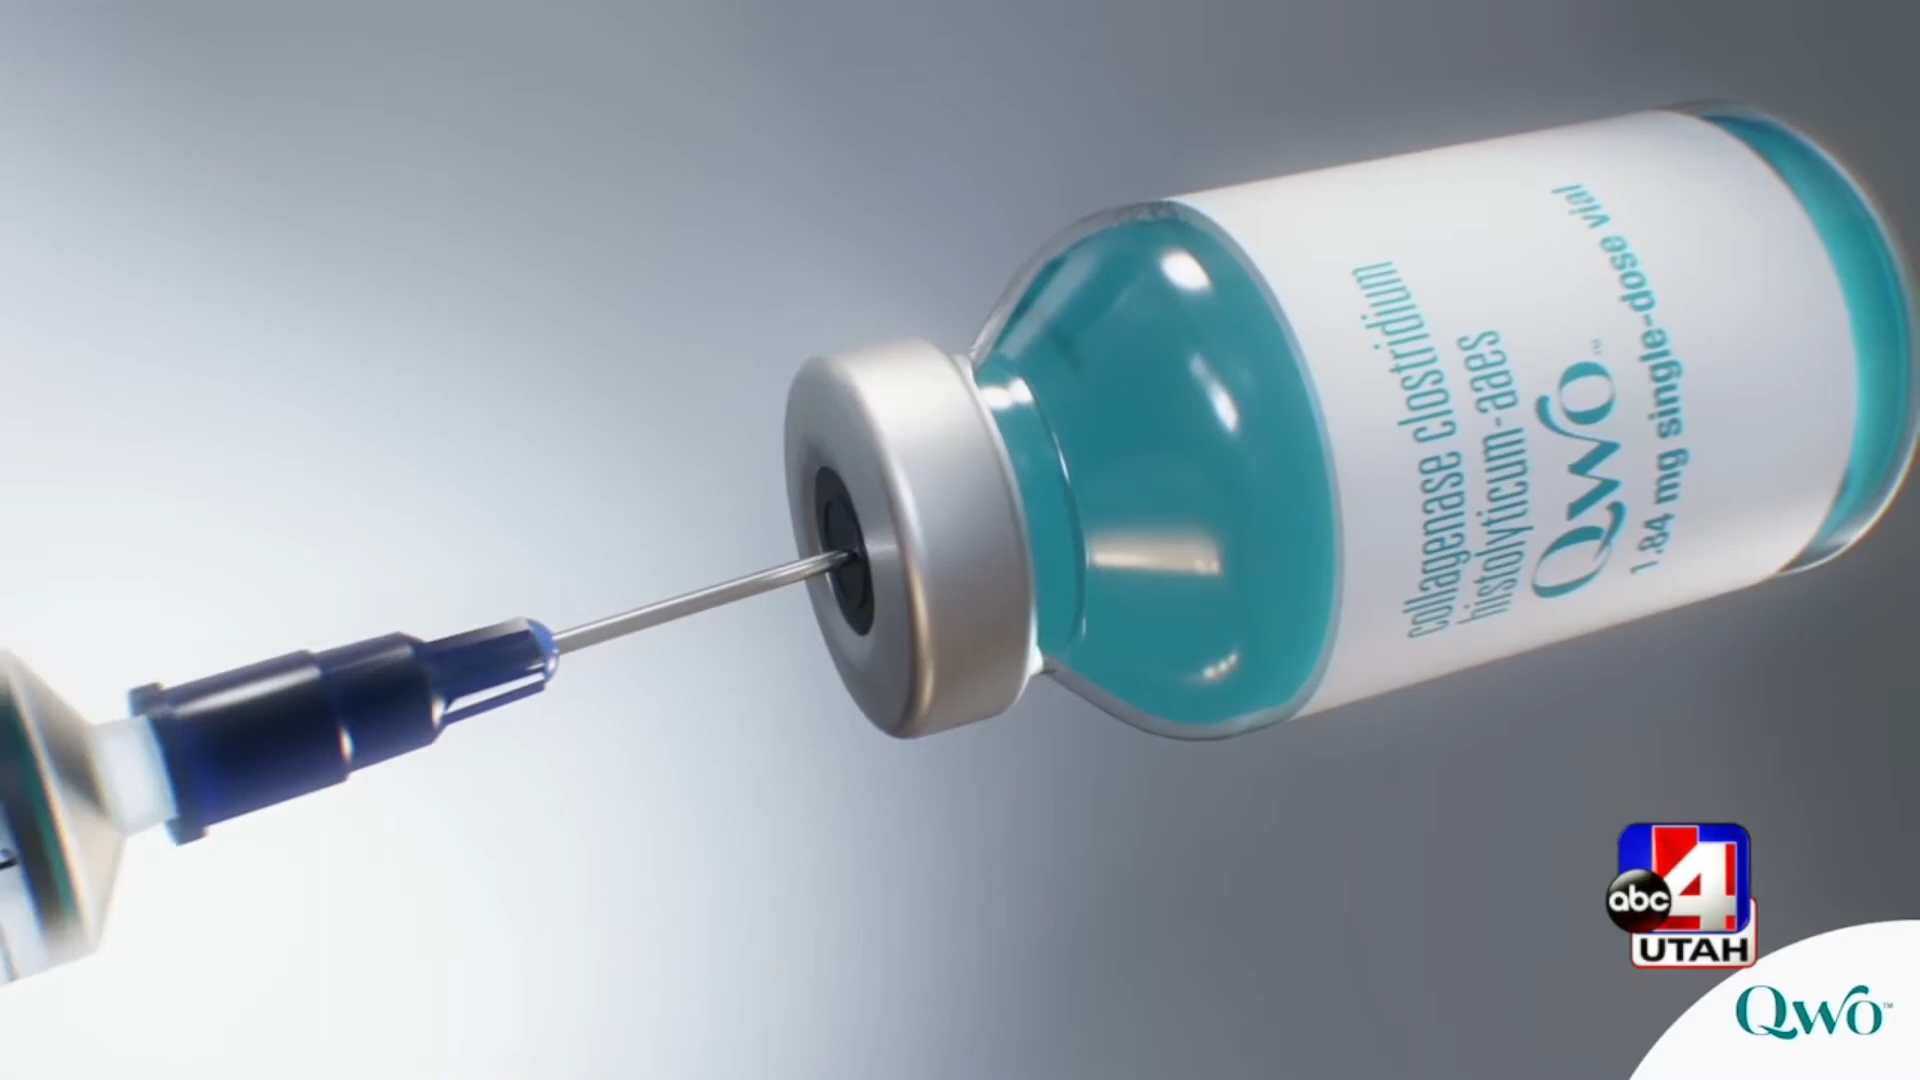 collagenase clostridium
histolyticum-aaes
Qwo™
1.84 mg single-dose vial
abc 4
UTAH
Qwo™